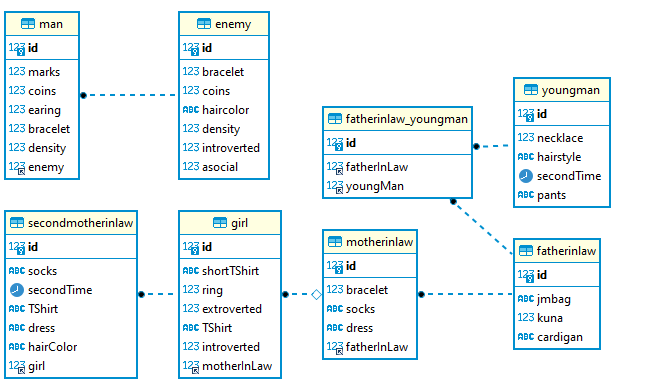 man
123 id
123 marks
123 coins
123 earing
123 bracelet
123 density
123 enemy
enemy
123 id
123 bracelet
123 coins
ABC haircolor
123 density
123 introverted
123 asocial
fatherinlaw_youngman
123 id
123 fatherInLaw
123 youngMan
youngman
123 id
123 necklace
ABC hairstyle
secondTime
ABC pants
secondmotherinlaw
123 id
ABC socks
secondTime
ABC TShirt
ABC dress
ABC hairColor
123 girl
girl
123 id
ABC shortTShirt
123 ring
123 extroverted
ABC TShirt
123 introverted
123 motherInLaw
motherinlaw
123 id
123 bracelet
ABC socks
ABC dress
123 fatherInLaw
fatherinlaw
123 id
ABC jmbag
123 kuna
ABC cardigan